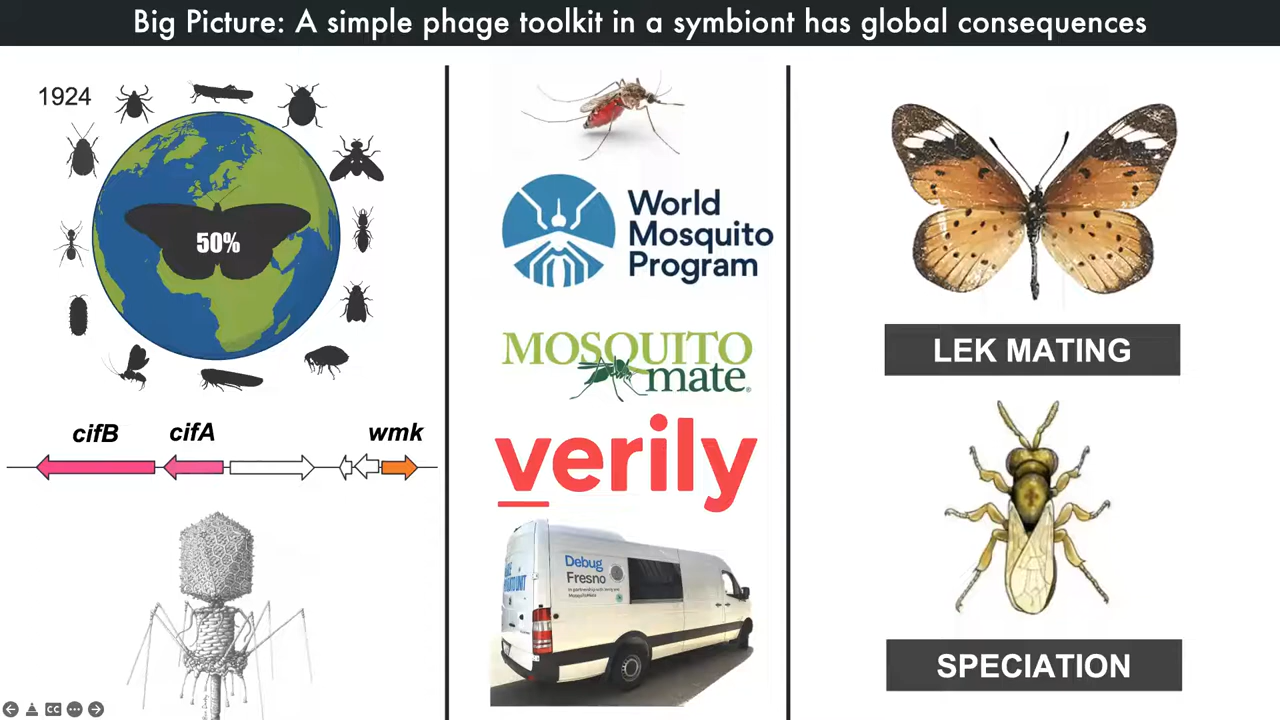 Big Picture: A simple phage toolkit in a symbiont has global consequences
1924
50%
cifB
cifA
wmk
World
Mosquito
Program
MOSQUITO
mate®
verily
Debug
Fresno
LEK MATING
SPECIATION
CC